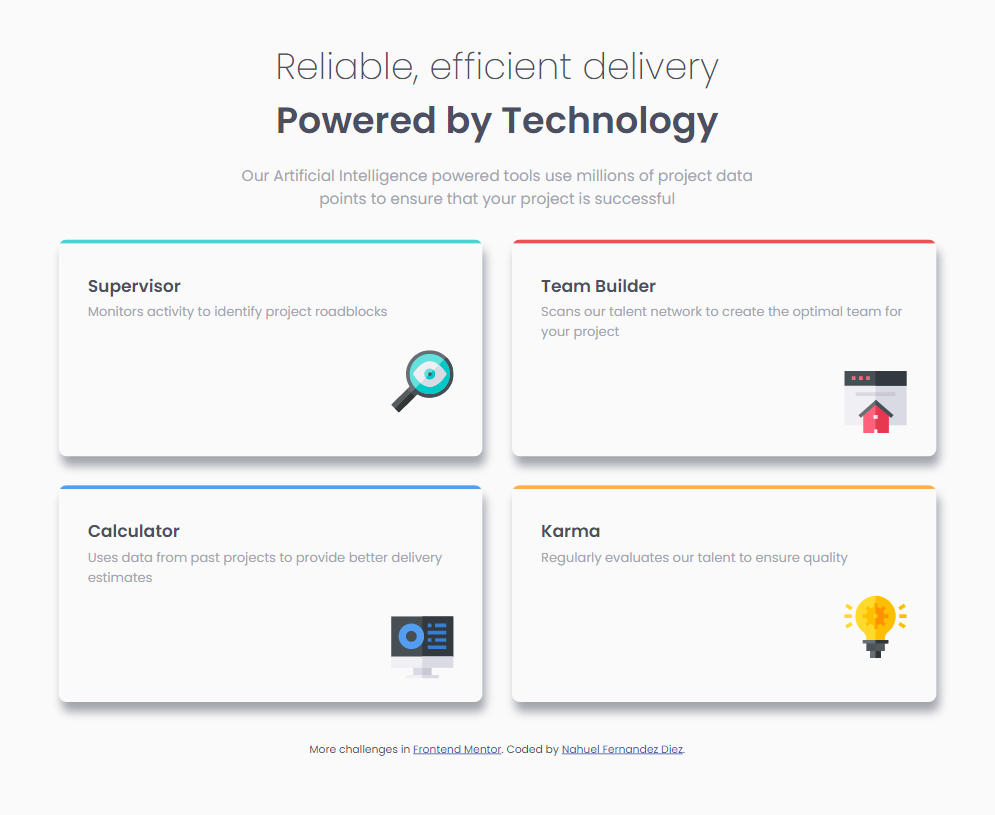 Reliable, efficient delivery
Powered by Technology
Our Artificial Intelligence powered tools use millions of project data
points to ensure that your project is successful
Supervisor
Monitors activity to identify project roadblocks
Team Builder
Scans our talent network to create the optimal team for
your project
Calculator
Uses data from past projects to provide better delivery
estimates
Karma
Regularly evaluates our talent to ensure quality
More challenges in Frontend Mentor. Coded by Nahuel Fernandez Diez.